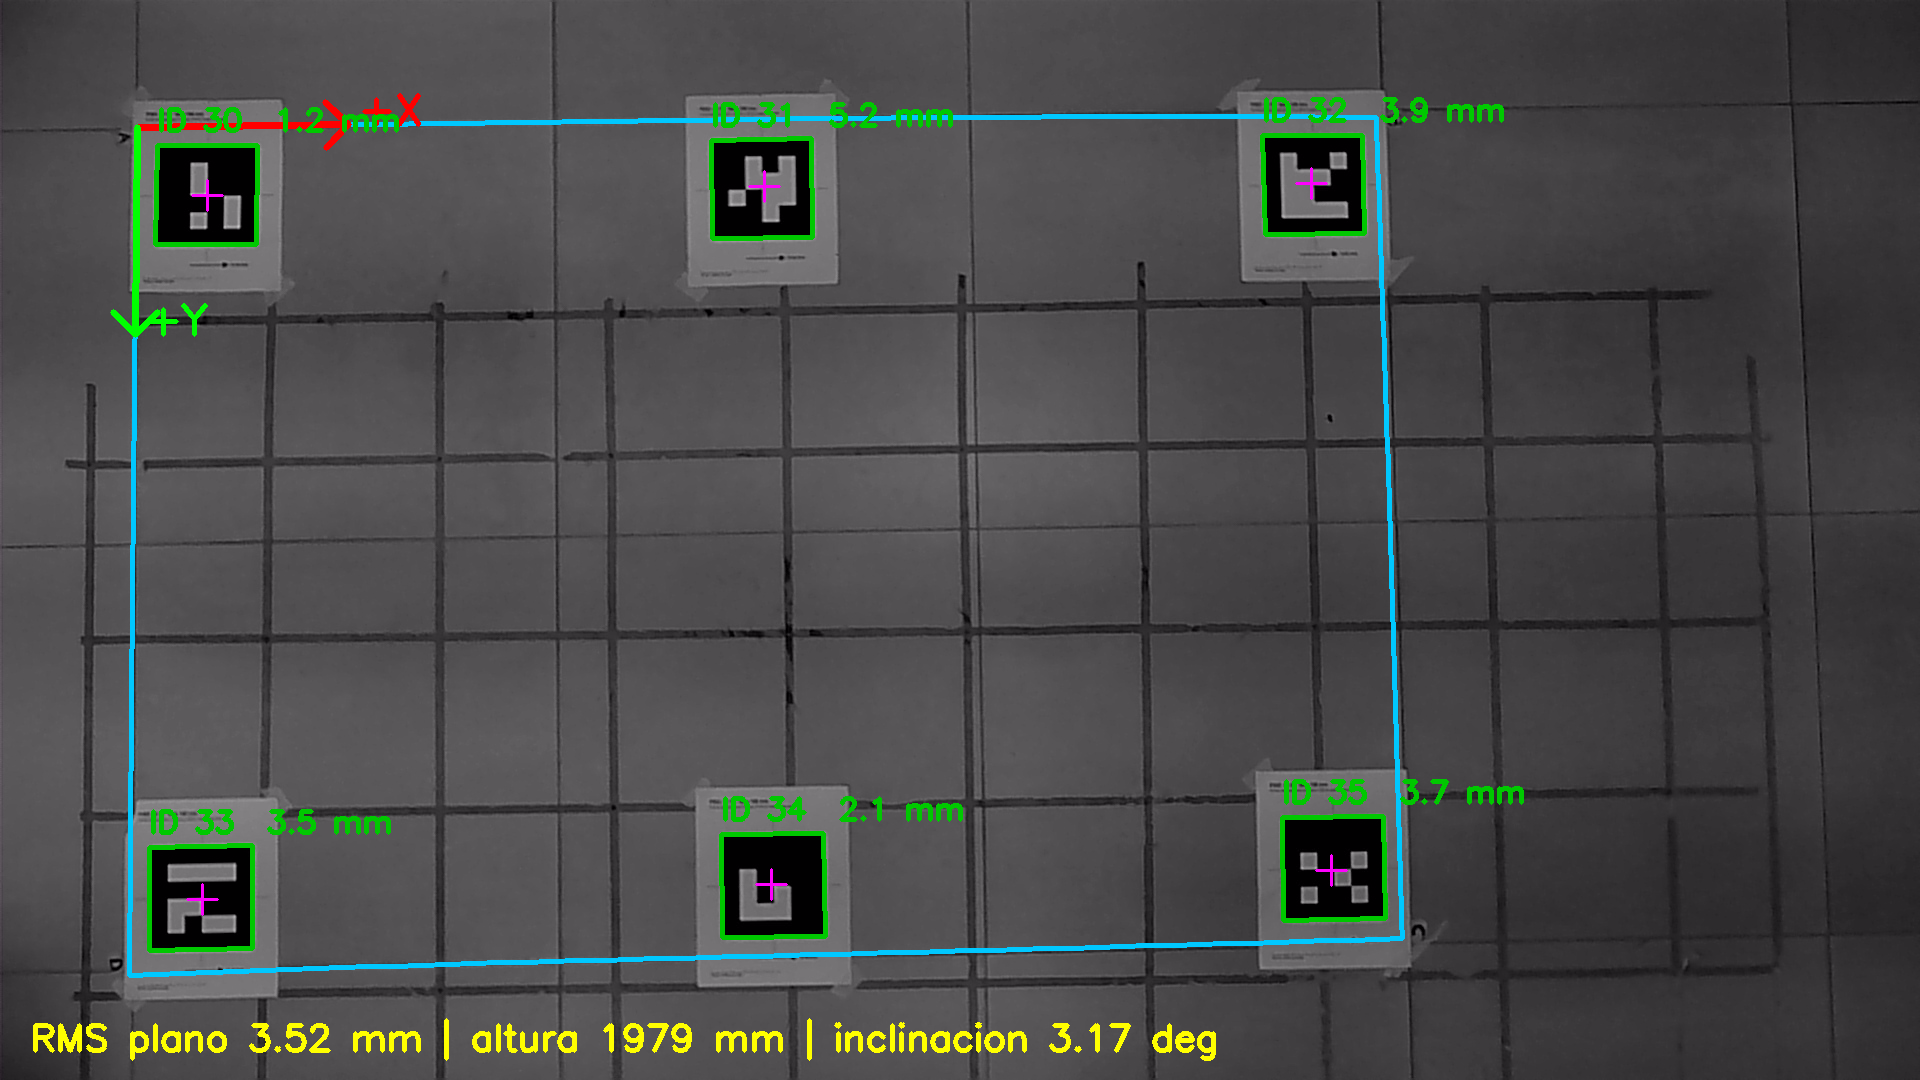 ID 30 1.2 mm
+X
ID 31 5.2 mm
ID 32 3.9 mm
+Y
ID 33 3.5 mm
ID 34 2.1 mm
ID 35 3.7 mm
D
C
RMS plano 3.52 mm | altura 1979 mm | inclinacion 3.17 deg